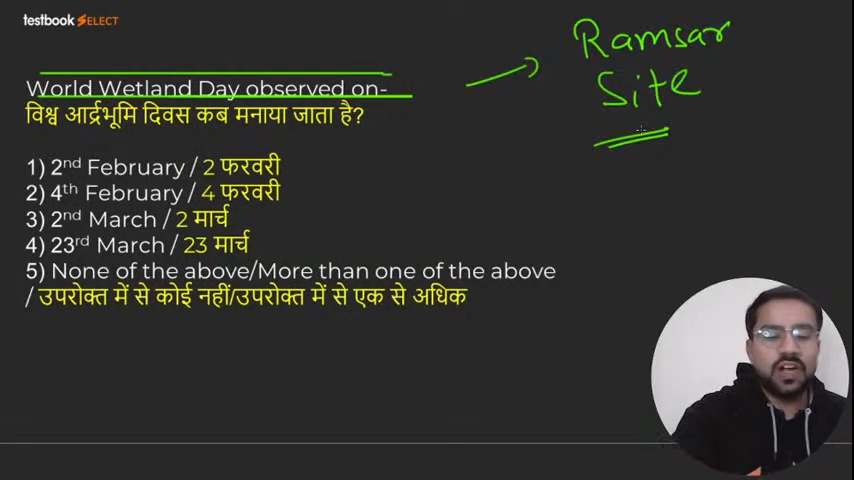 testbook SELECT
Ramsar
Site
World Wetland Day observed on-
विश्व आर्द्रभूमि दिवस कब मनाया जाता है?
1) 2nd February / 2 फरवरी
2) 4th February / 4 फरवरी
3) 2nd March / 2 मार्च
4) 23rd March / 23 मार्च
5) None of the above/More than one of the above
/ उपरोक्त में से कोई नहीं/उपरोक्त में से एक से अधिक